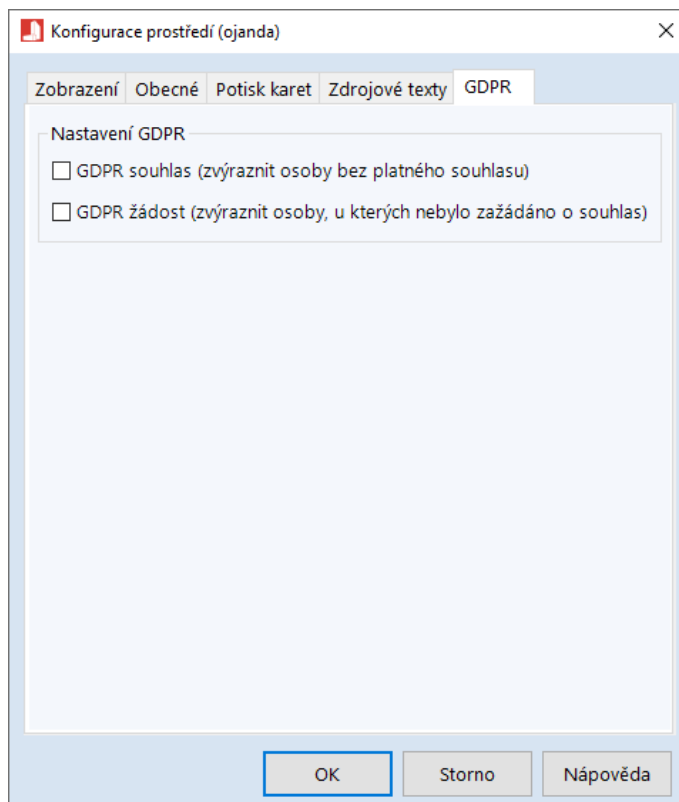 Konfigurace prostředí (ojanda)
Zobrazení Obecné Potisk karet Zdrojové texty GDPR
Nastavení GDPR
GDPR souhlas (zvýraznit osoby bez platného souhlasu)
GDPR žádost (zvýraznit osoby, u kterých nebylo zažádáno o souhlas)
OK Storno Nápověda